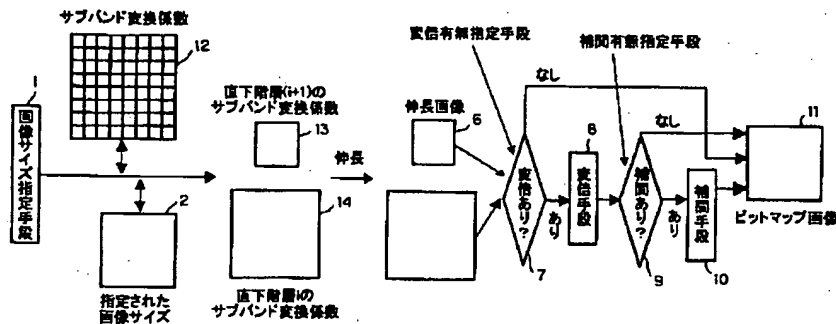 サブバンド変換係数
12
1
画像サイズ指定手段
2
指定された
画像サイズ
直下階層(i+1)の
サブバンド変換係数
13
14
直下階層iの
サブバンド変換係数
伸長
伸長画像
6
変倍有無指定手段
変倍あり?
7
なし
あり
8
変倍手段
補間有無指定手段
補間あり?
9
なし
あり
補間手段
10
11
ビットマップ画像